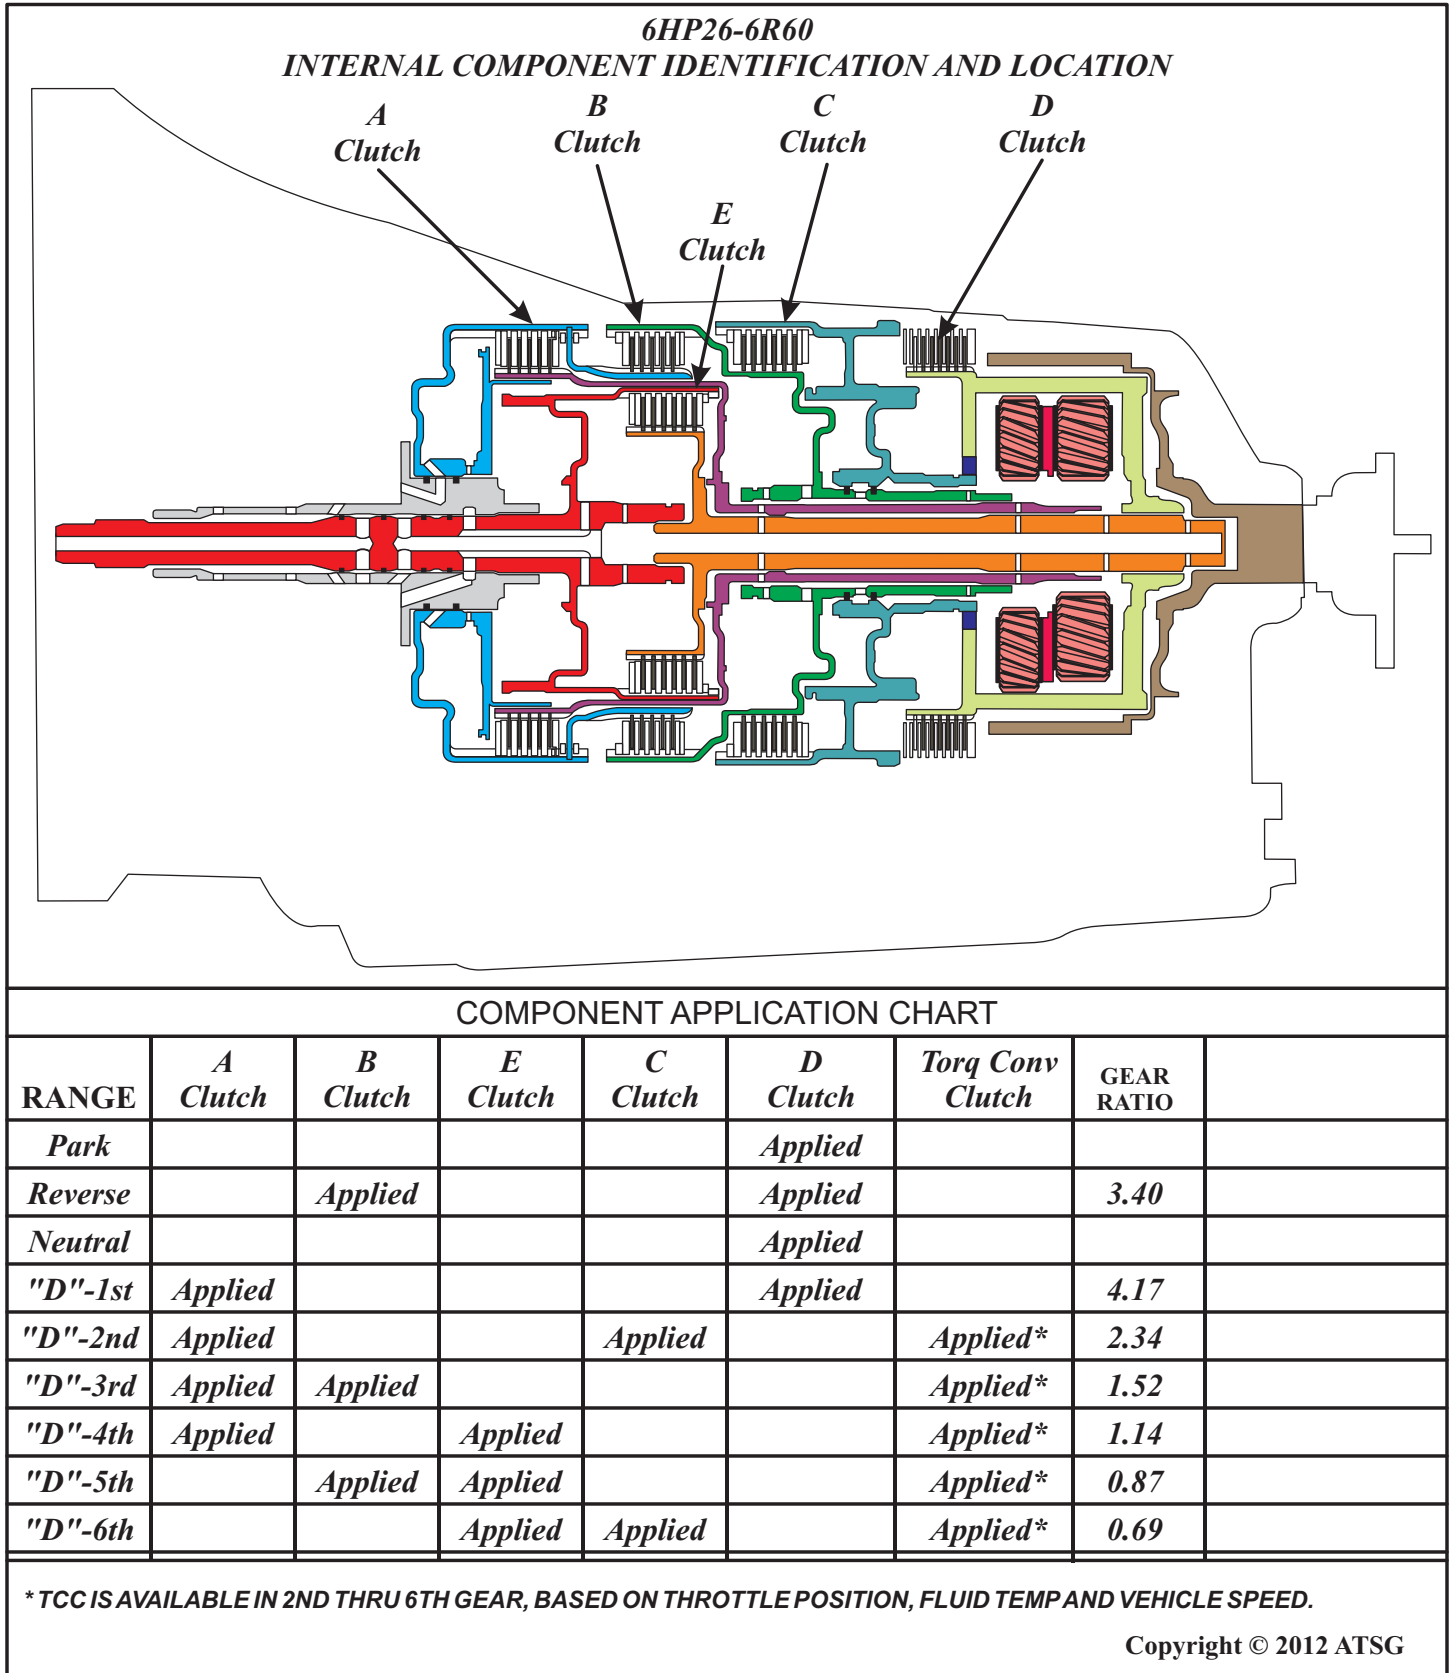 6HP26-6R60
INTERNAL COMPONENT IDENTIFICATION AND LOCATION
A
Clutch
B
Clutch
C
Clutch
D
Clutch
E
Clutch
COMPONENT APPLICATION CHART
RANGE A Clutch B Clutch E Clutch C Clutch D Clutch Torq Conv Clutch GEAR RATIO
Park Applied
Reverse Applied Applied 3.40
Neutral Applied
"D"-1st Applied Applied 4.17
"D"-2nd Applied Applied Applied* 2.34
"D"-3rd Applied Applied Applied* 1.52
"D"-4th Applied Applied Applied* 1.14
"D"-5th Applied Applied Applied* 0.87
"D"-6th Applied Applied Applied* 0.69
* TCC IS AVAILABLE IN 2ND THRU 6TH GEAR, BASED ON THROTTLE POSITION, FLUID TEMP AND VEHICLE SPEED.
Copyright © 2012 ATSG